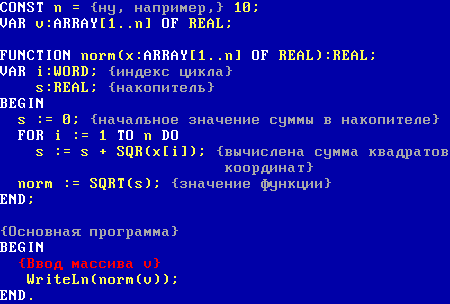 CONST n = {ну, например,} 10;
VAR v:ARRAY[1..n] OF REAL;
FUNCTION norm(x:ARRAY[1..n] OF REAL):REAL;
VAR i:WORD; {индекс цикла}
s:REAL; {накопитель}
BEGIN
s := 0; {начальное значение суммы в накопителе}
FOR i := 1 TO n DO
s := s + SQR(x[i]); {вычислена сумма квадратов
координат}
norm := SQRT(s); {значение функции}
END;
{Основная программа}
BEGIN
{Ввод массива v}
WriteLn(norm(v));
END.